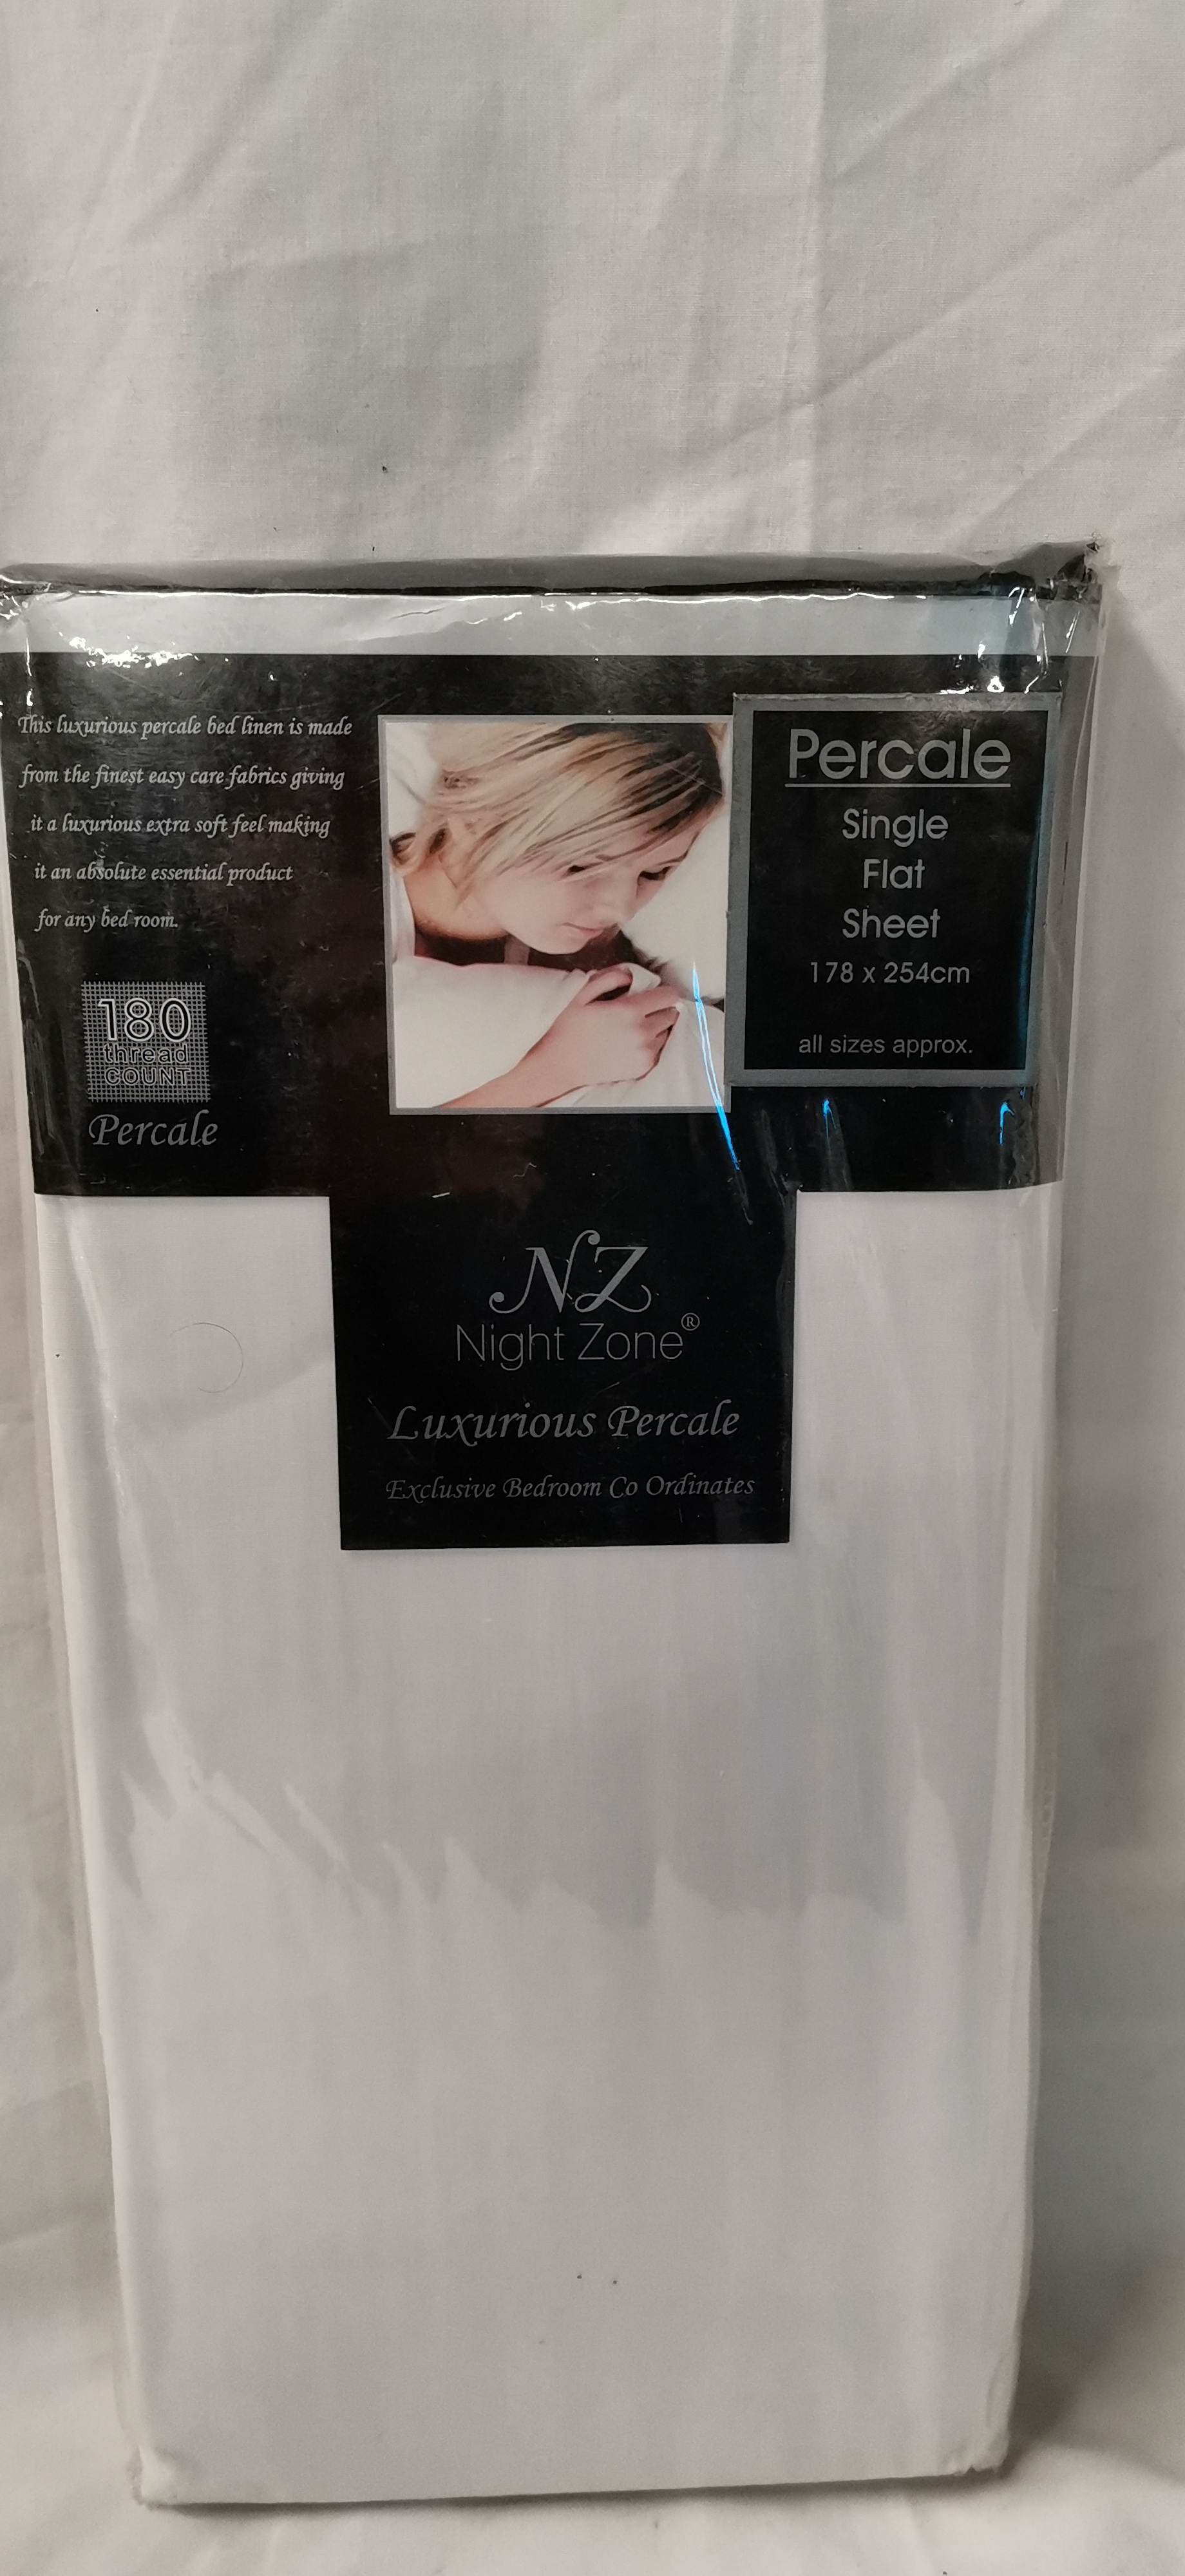 This luxurious percale bed linen is made
from the finest easy care fabrics giving
it a luxurious extra soft feel making
it an absolute essential product
for any bed room.
180
thread
COUNT
Percale
Percale
Single
Flat
Sheet
178 x 254cm
all sizes approx.
NZ
Night Zone®
Luxurious Percale
Exclusive Bedroom Co Ordinates